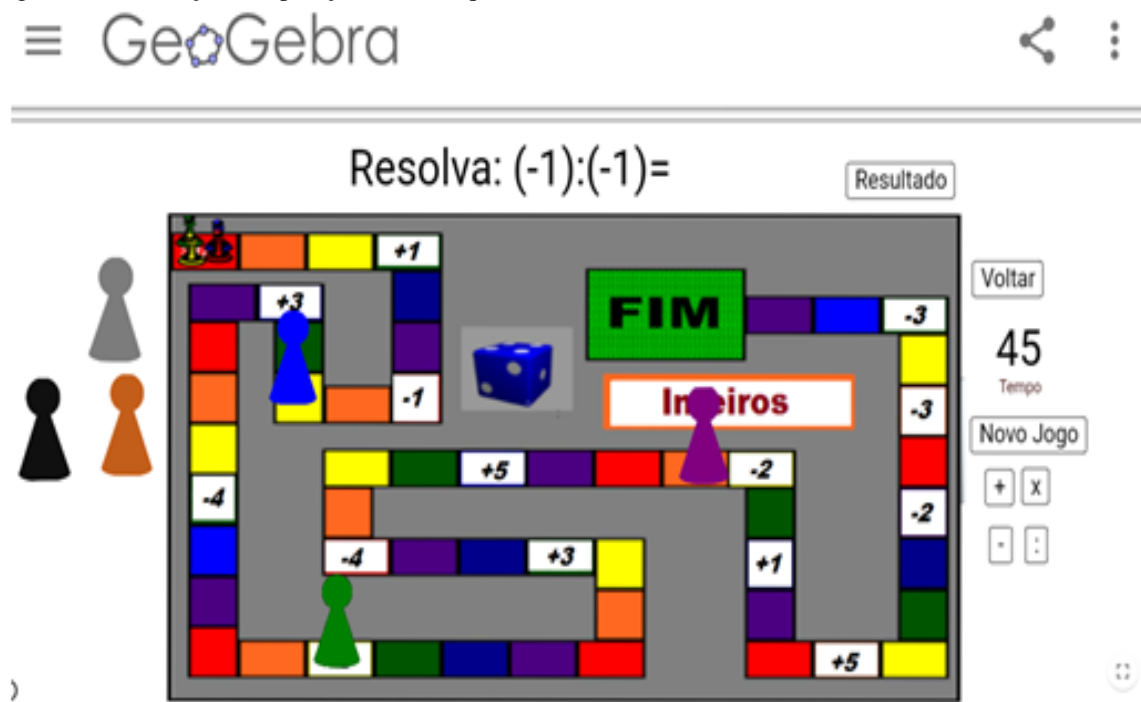 GeoGebra
Resolva: (-1):(-1)=
Resultado
+1
Voltar
+3
FIM
-3
45
Tempo
-1
Inteiros
-3
Novo Jogo
+5
-2
-4
+ x
-2
-4
+3
+1
- :
+5